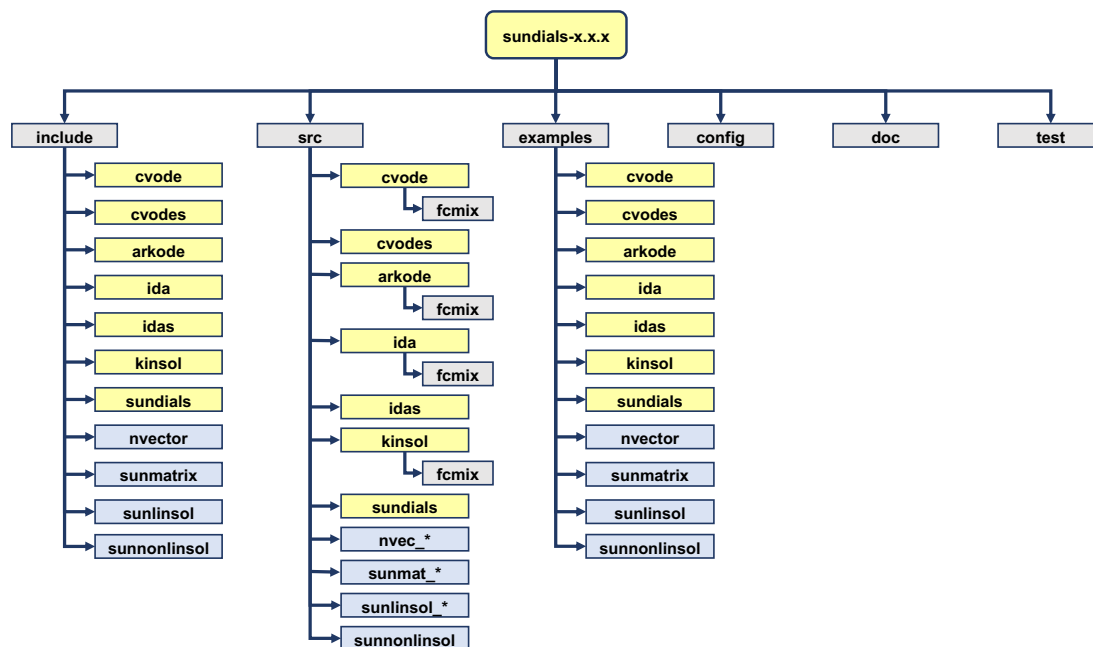 sundials-x.x.x
include
src
examples
config
doc
test
cvode
cvodes
arkode
ida
idas
kinsol
sundials
nvector
sunmatrix
sunlinsol
sunnonlinsol
cvode
fcmix
cvodes
arkode
fcmix
ida
fcmix
idas
kinsol
fcmix
sundials
nvec_*
sunmat_*
sunlinsol_*
sunnonlinsol
cvode
cvodes
arkode
ida
idas
kinsol
sundials
nvector
sunmatrix
sunlinsol
sunnonlinsol